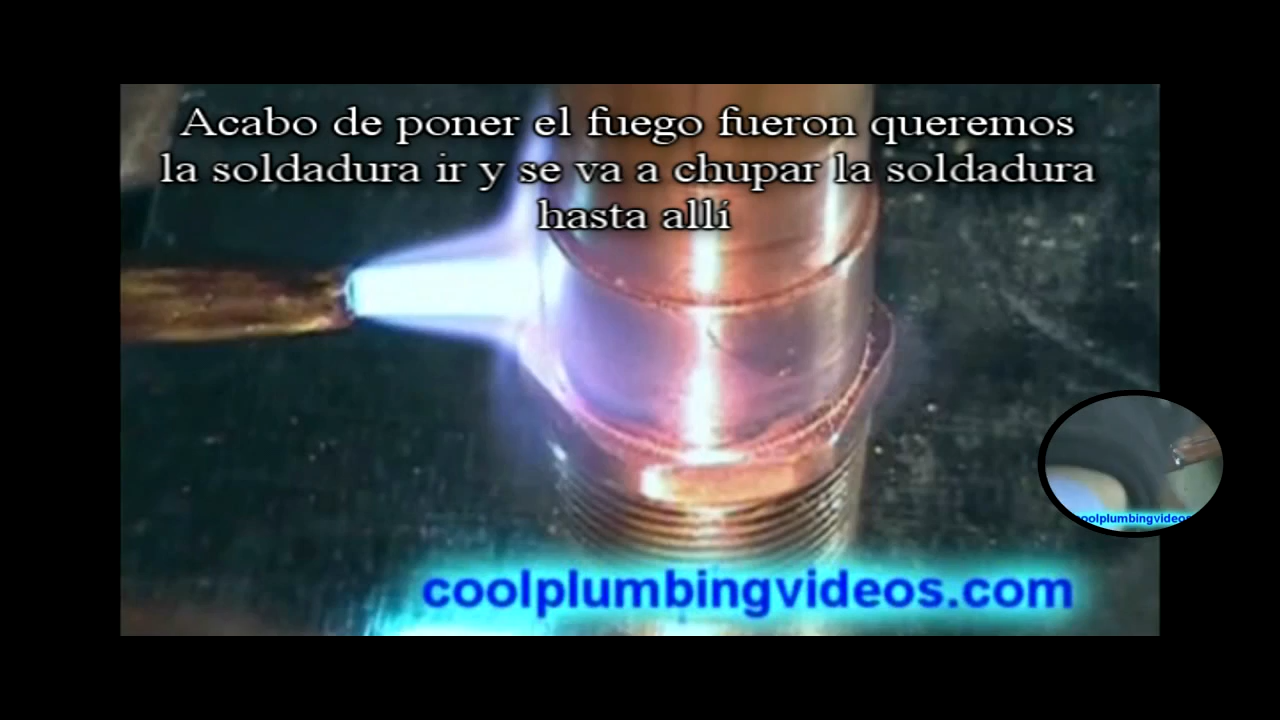 Acabo de poner el fuego fueron queremos
la soldadura ir y se va a chupar la soldadura
hasta allí
coolplumbingvideos.com
oolplumbingvideos